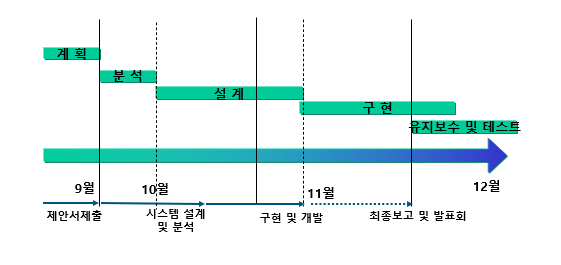 계 획
분 석
설 계
구 현
유지보수 및 테스트
9월
10월
11월
12월
제안서제출
시스템 설계
및 분석
구현 및 개발
최종보고 및 발표회